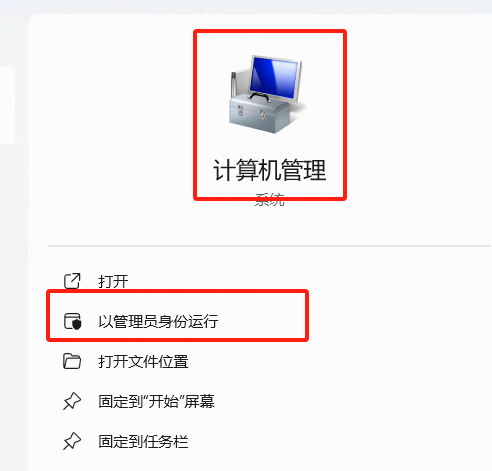 计算机管理
系统
打开
以管理员身份运行
打开文件位置
固定到"开始"屏幕
固定到任务栏